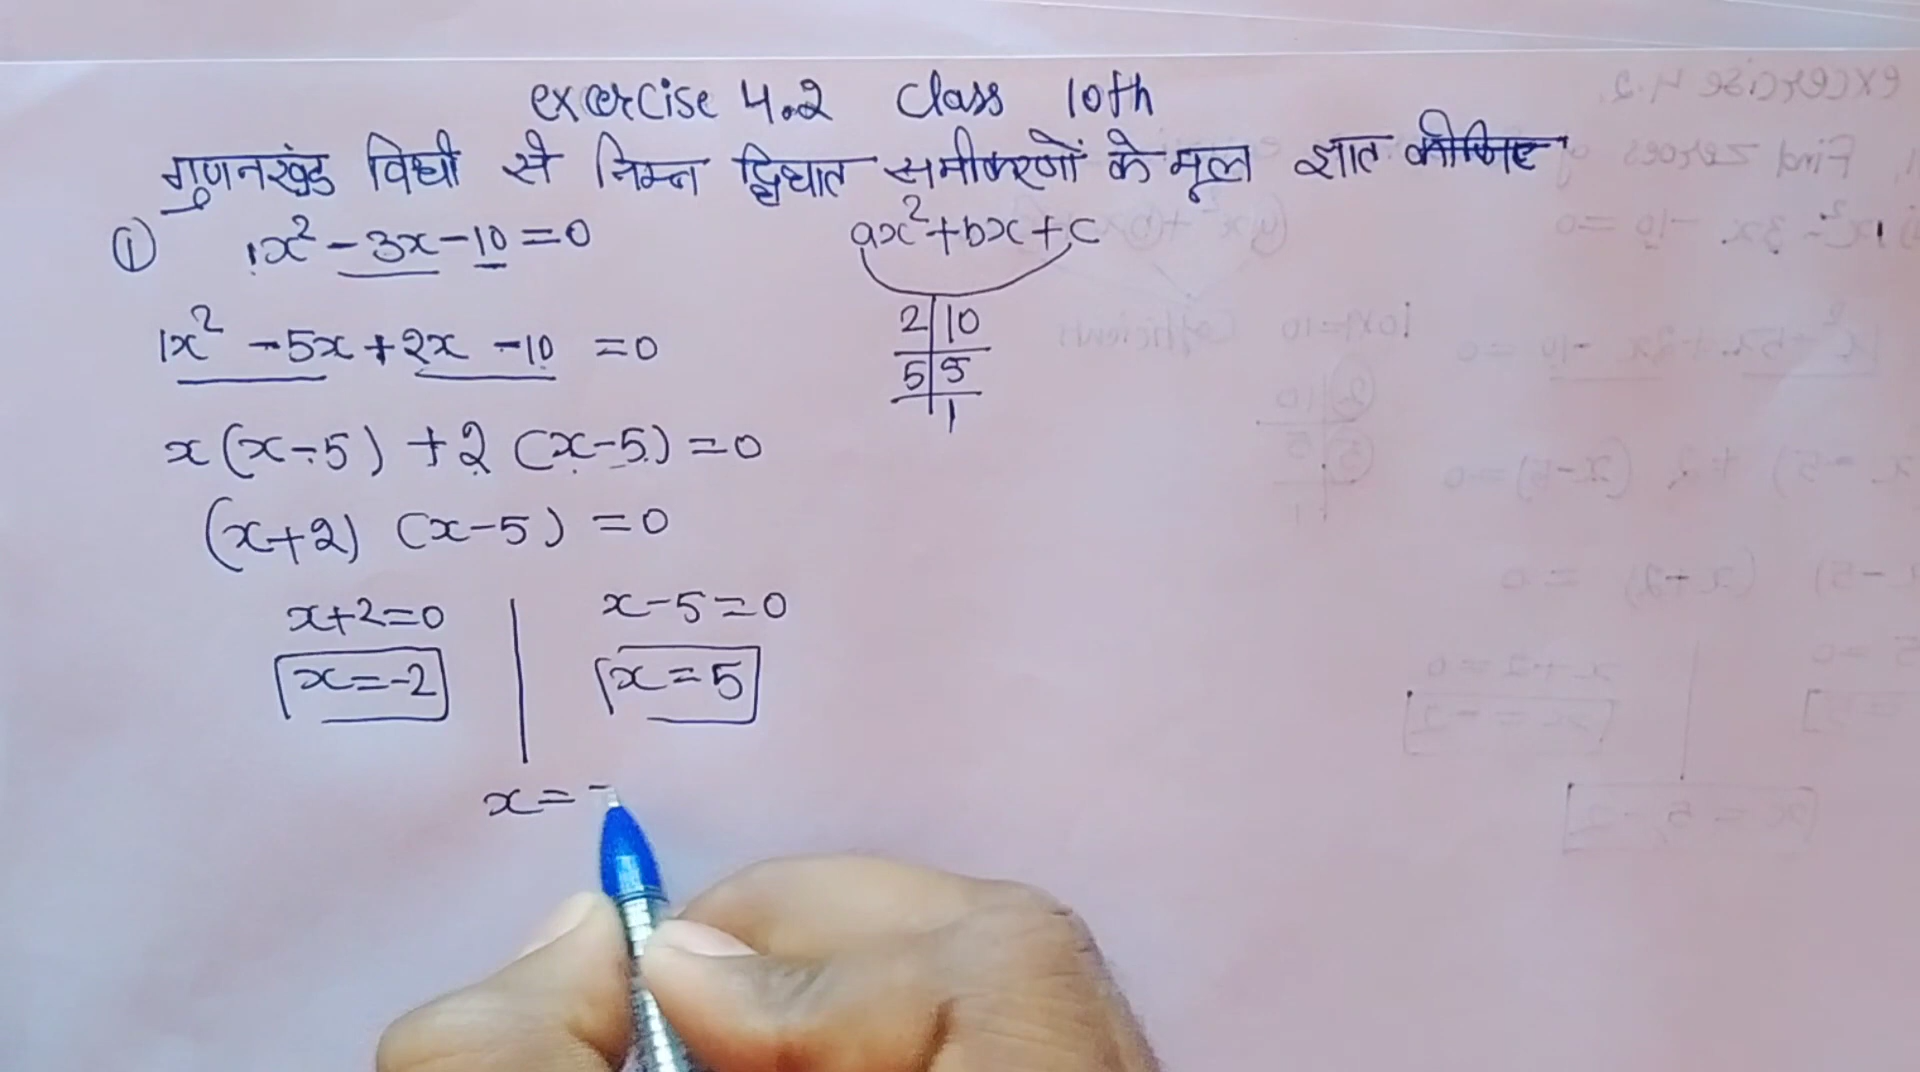 exercise 4.2 class 10th
गुणनखंड विधी से निम्न द्विघात समीकरणों के मूल ज्ञात कीजिए
① 1x² - 3x - 10 = 0
ax² + bx + c
2 | 10
5 | 5
1
1x² - 5x + 2x - 10 = 0
x (x - 5) + 2 (x - 5) = 0
(x + 2) (x - 5) = 0
x + 2 = 0 | x - 5 = 0
x = -2 | x = 5
x = -